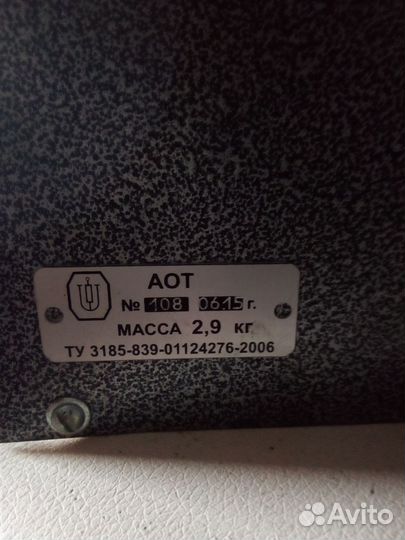 АОТ
№ 108 0615 г.
МАССА 2,9 кг
ТУ 3185-839-01124276-2006
Avito